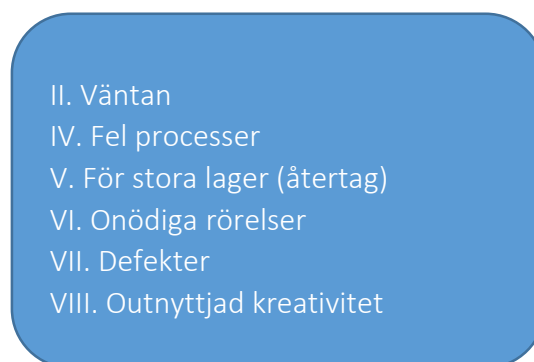 II. Väntan
IV. Fel processer
V. För stora lager (återtag)
VI. Onödiga rörelser
VII. Defekter
VIII. Outnyttjad kreativitet